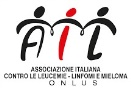 AIL
ASSOCIAZIONE ITALIANA
CONTRO LE LEUCEMIE - LINFOMI E MIELOMA
ONLUS